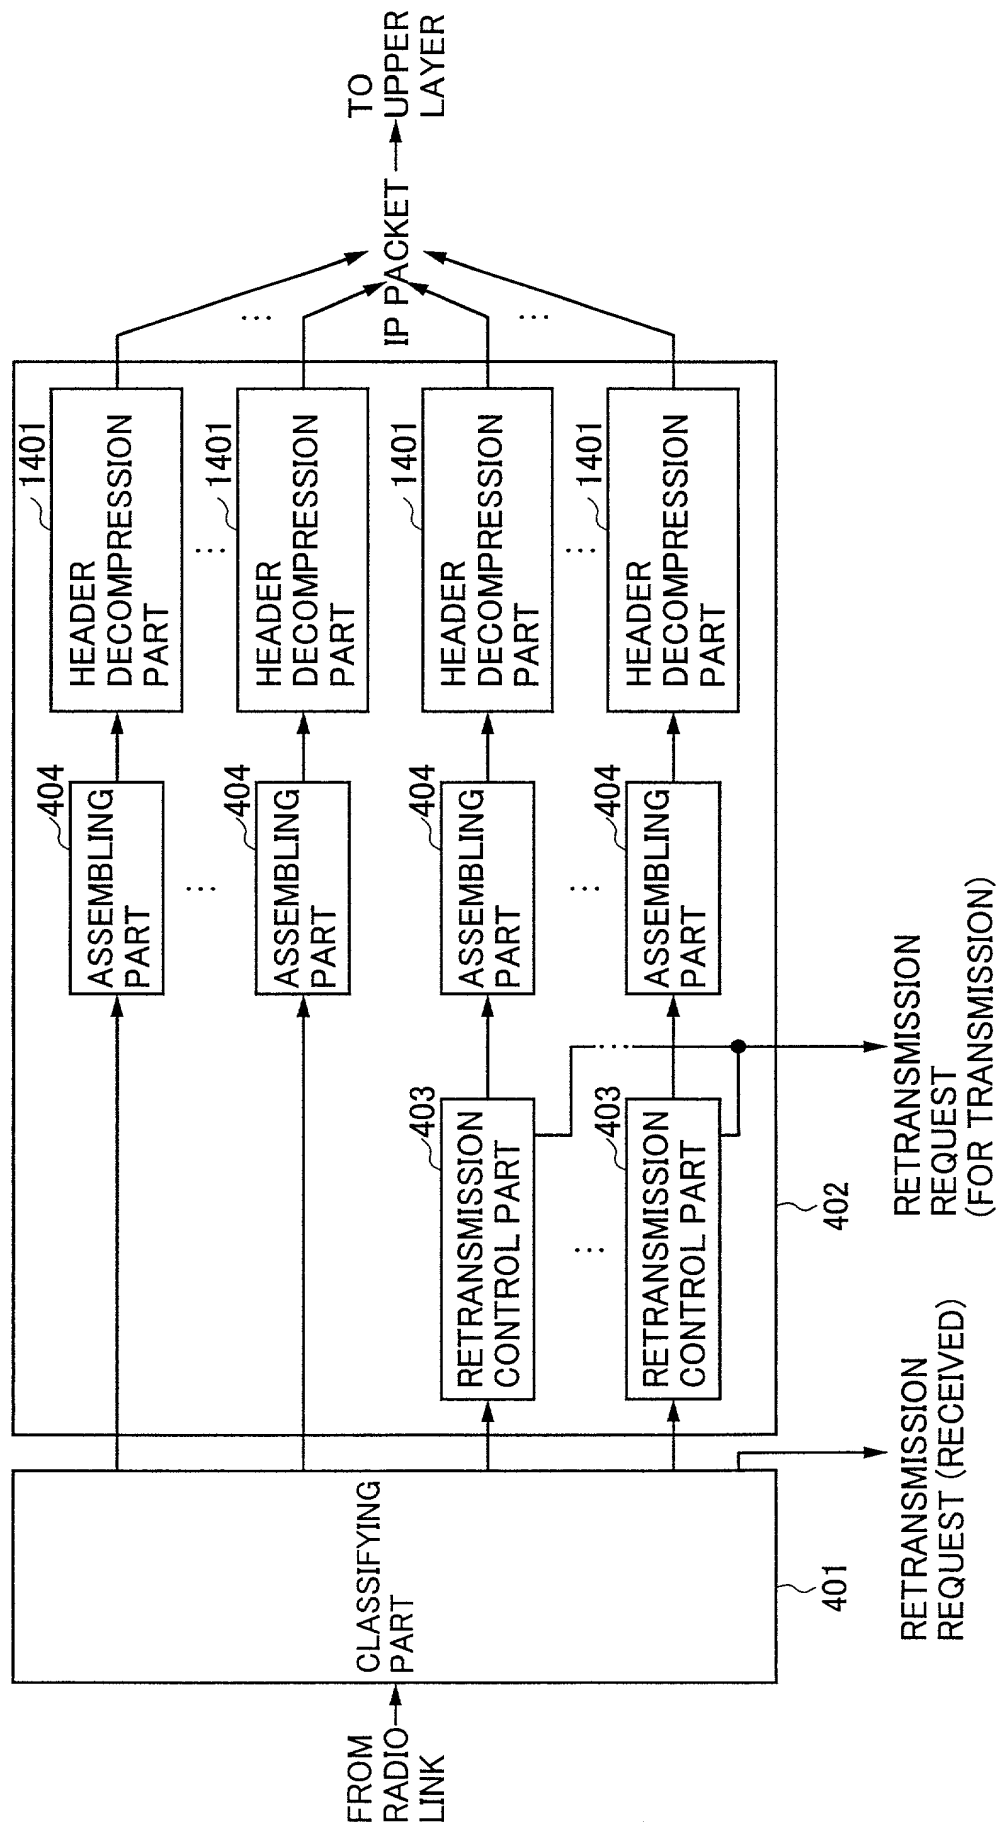 FROM
RADIO
LINK
CLASSIFYING
PART
401
402
ASSEMBLING
PART
404
HEADER
DECOMPRESSION
PART
1401
...
...
ASSEMBLING
PART
404
HEADER
DECOMPRESSION
PART
1401
...
RETRANSMISSION
CONTROL PART
403
ASSEMBLING
PART
404
HEADER
DECOMPRESSION
PART
1401
...
...
...
...
RETRANSMISSION
CONTROL PART
403
ASSEMBLING
PART
404
HEADER
DECOMPRESSION
PART
1401
...
IP PACKET
TO
UPPER
LAYER
RETRANSMISSION
REQUEST (RECEIVED)
RETRANSMISSION
REQUEST
(FOR TRANSMISSION)